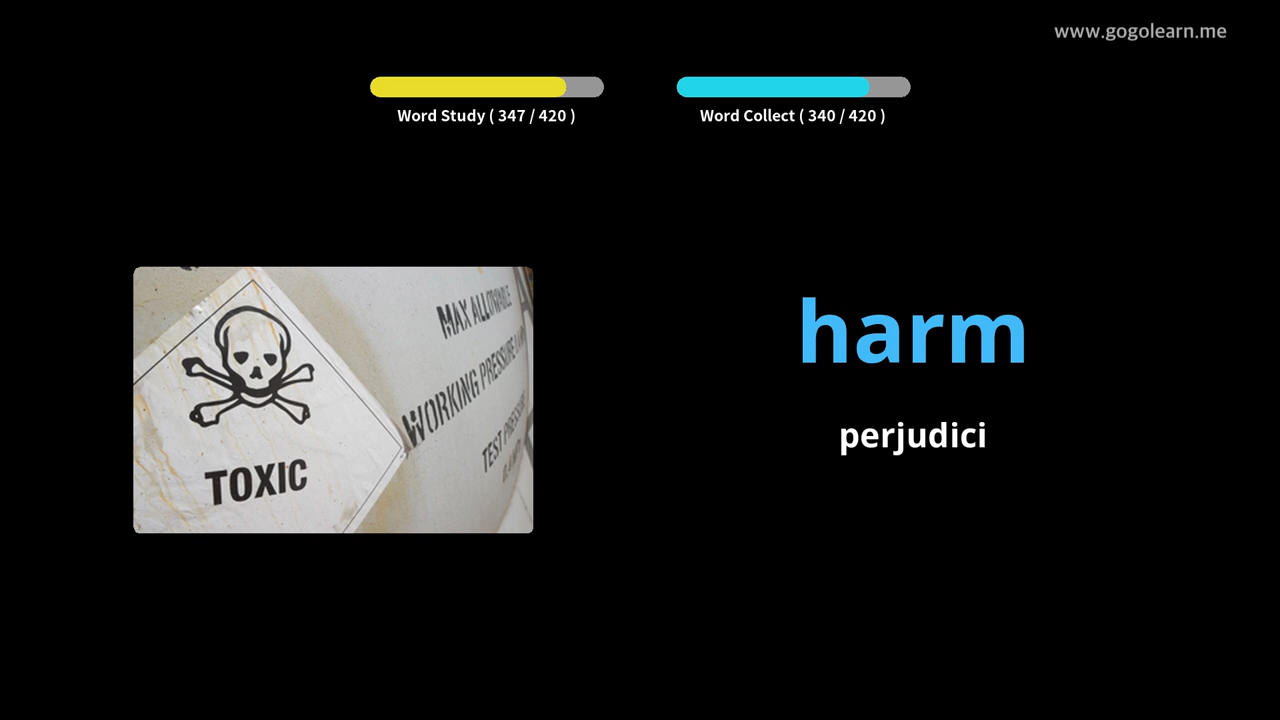 www.gogolearn.me
Word Study ( 347 / 420 )
Word Collect ( 340 / 420 )
MAX ALLOWABLE
WORKING PRESSURE
TEST PRESSURE
TOXIC
harm
perjudici